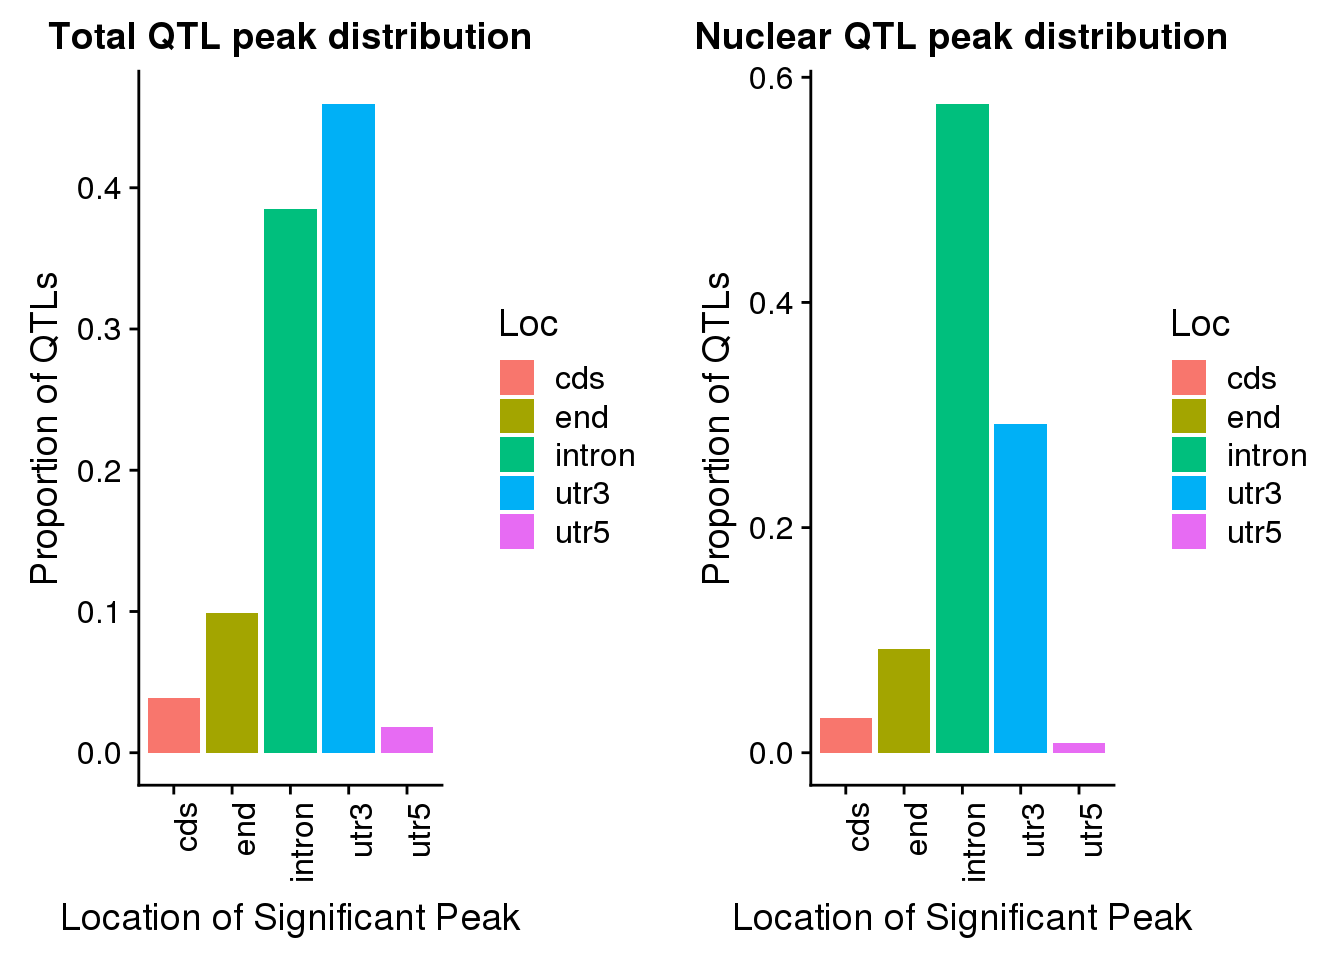 Total QTL peak distribution
Proportion of QTLs
0.4
0.3
0.2
0.1
0.0
cds
end
intron
utr3
utr5
Location of Significant Peak
Loc
cds
end
intron
utr3
utr5
Nuclear QTL peak distribution
Proportion of QTLs
0.6
0.4
0.2
0.0
cds
end
intron
utr3
utr5
Location of Significant Peak
Loc
cds
end
intron
utr3
utr5